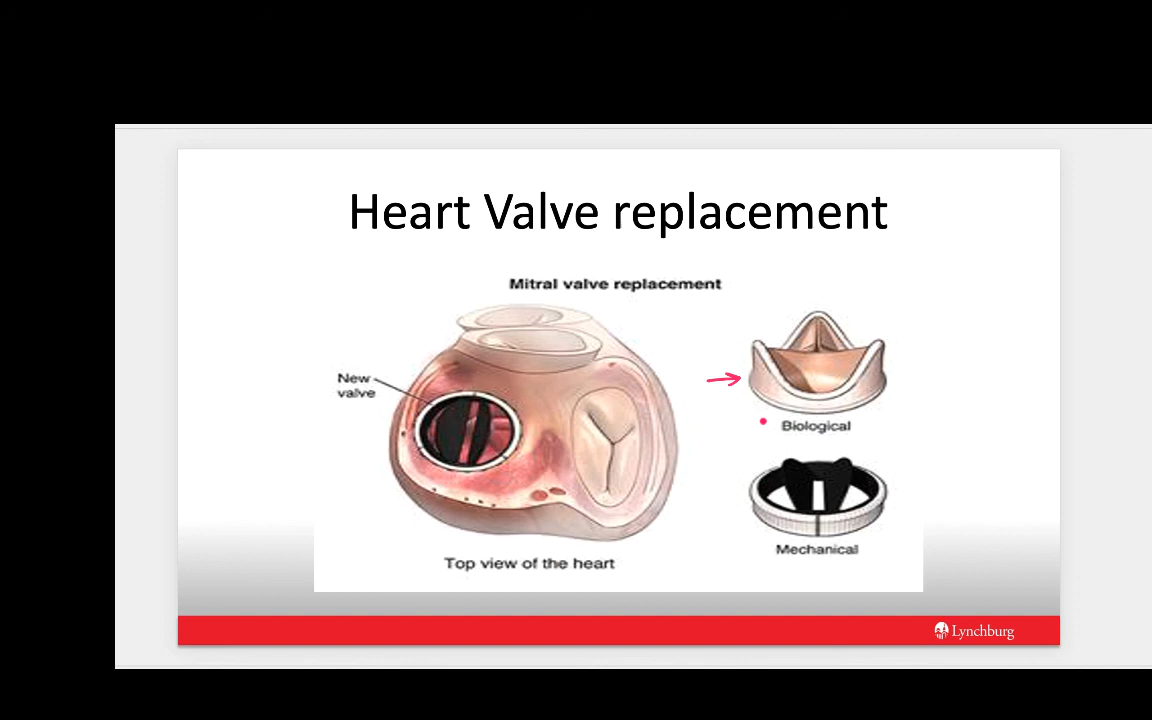 Heart Valve replacement
Mitral valve replacement
New
valve
Biological
Mechanical
Top view of the heart
Lynchburg